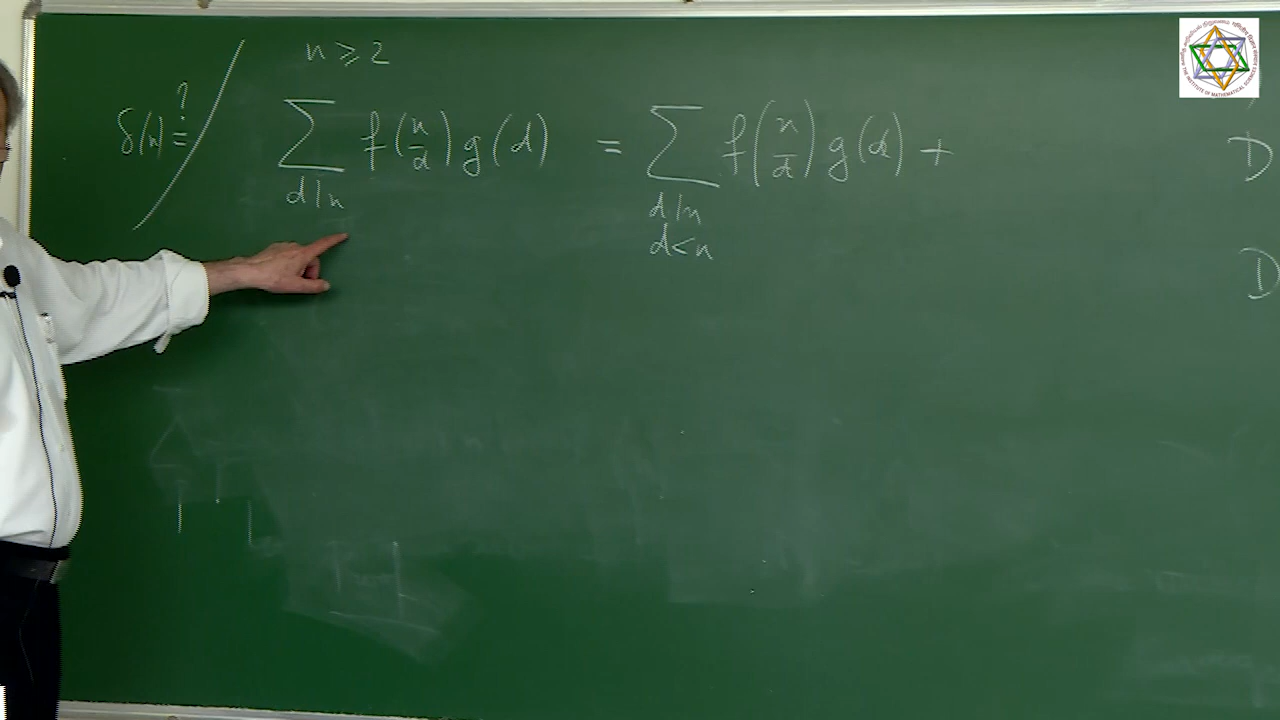 n ≥ 2
δ(n) =? ∑ f(n/d) g(d) = ∑ f(n/d) g(d) +
d|n d|n
d<n
D
D